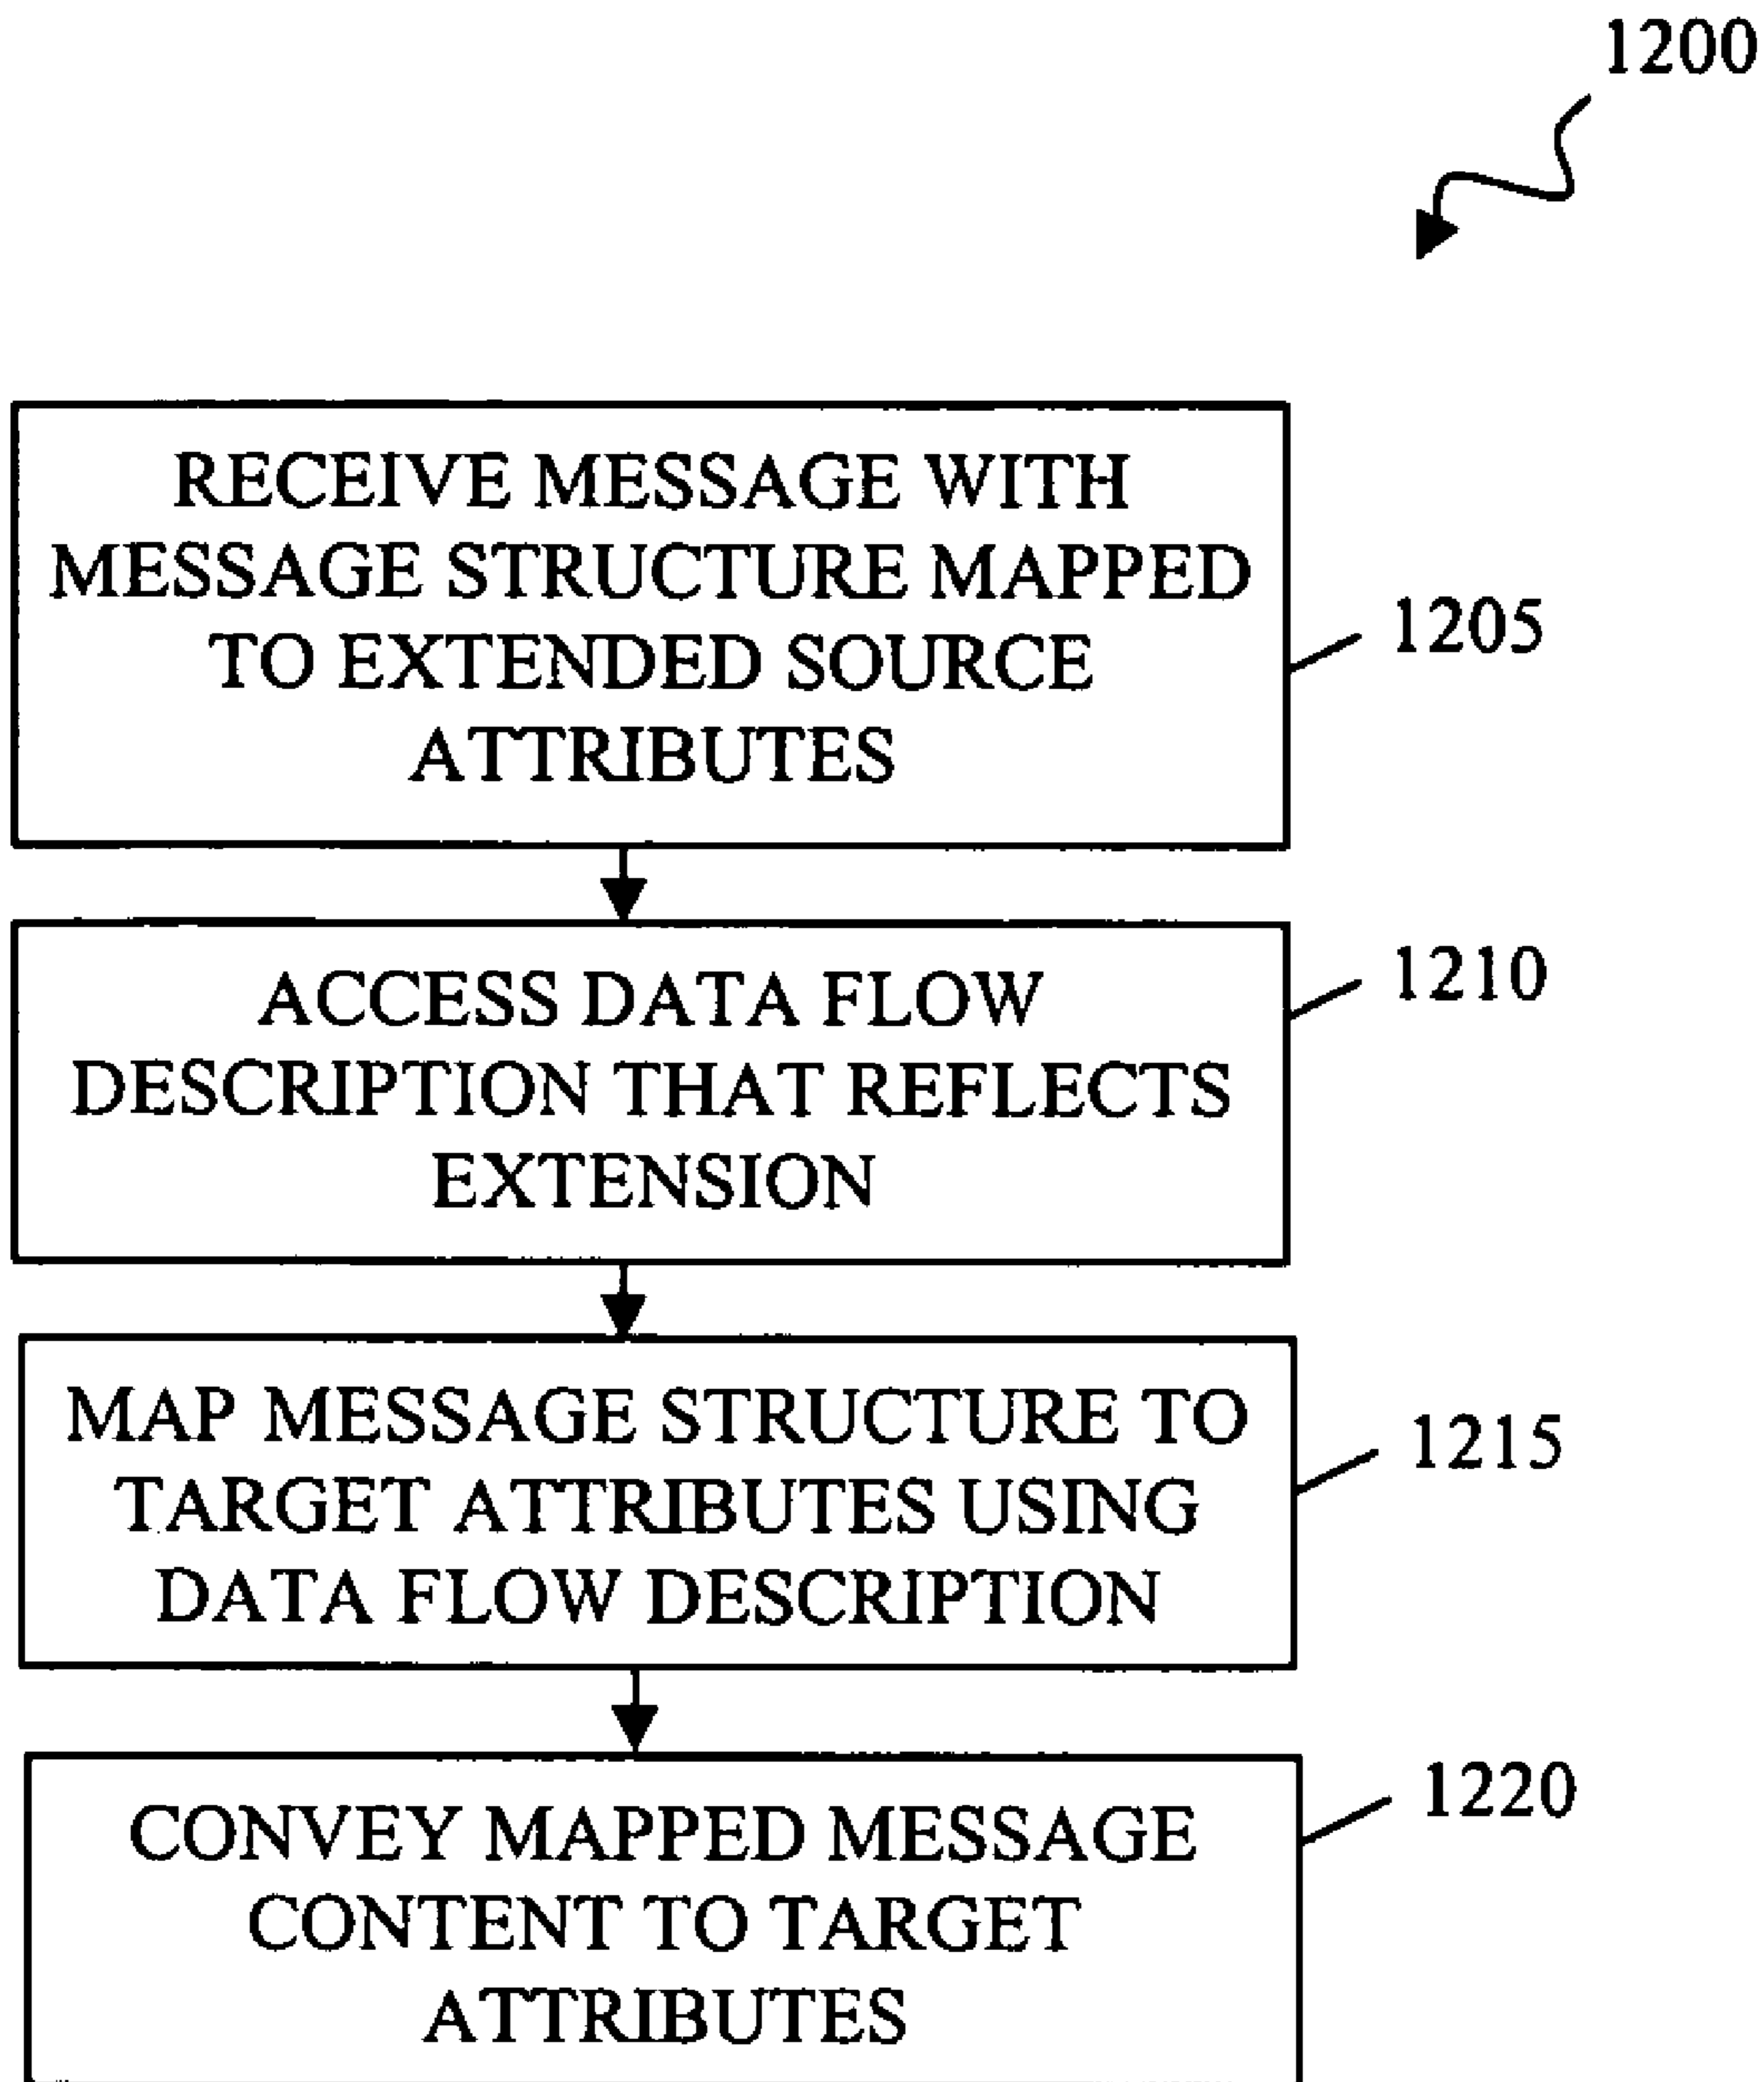 1200
RECEIVE MESSAGE WITH
MESSAGE STRUCTURE MAPPED
TO EXTENDED SOURCE
ATTRIBUTES
1205
ACCESS DATA FLOW
DESCRIPTION THAT REFLECTS
EXTENSION
1210
MAP MESSAGE STRUCTURE TO
TARGET ATTRIBUTES USING
DATA FLOW DESCRIPTION
1215
CONVEY MAPPED MESSAGE
CONTENT TO TARGET
ATTRIBUTES
1220